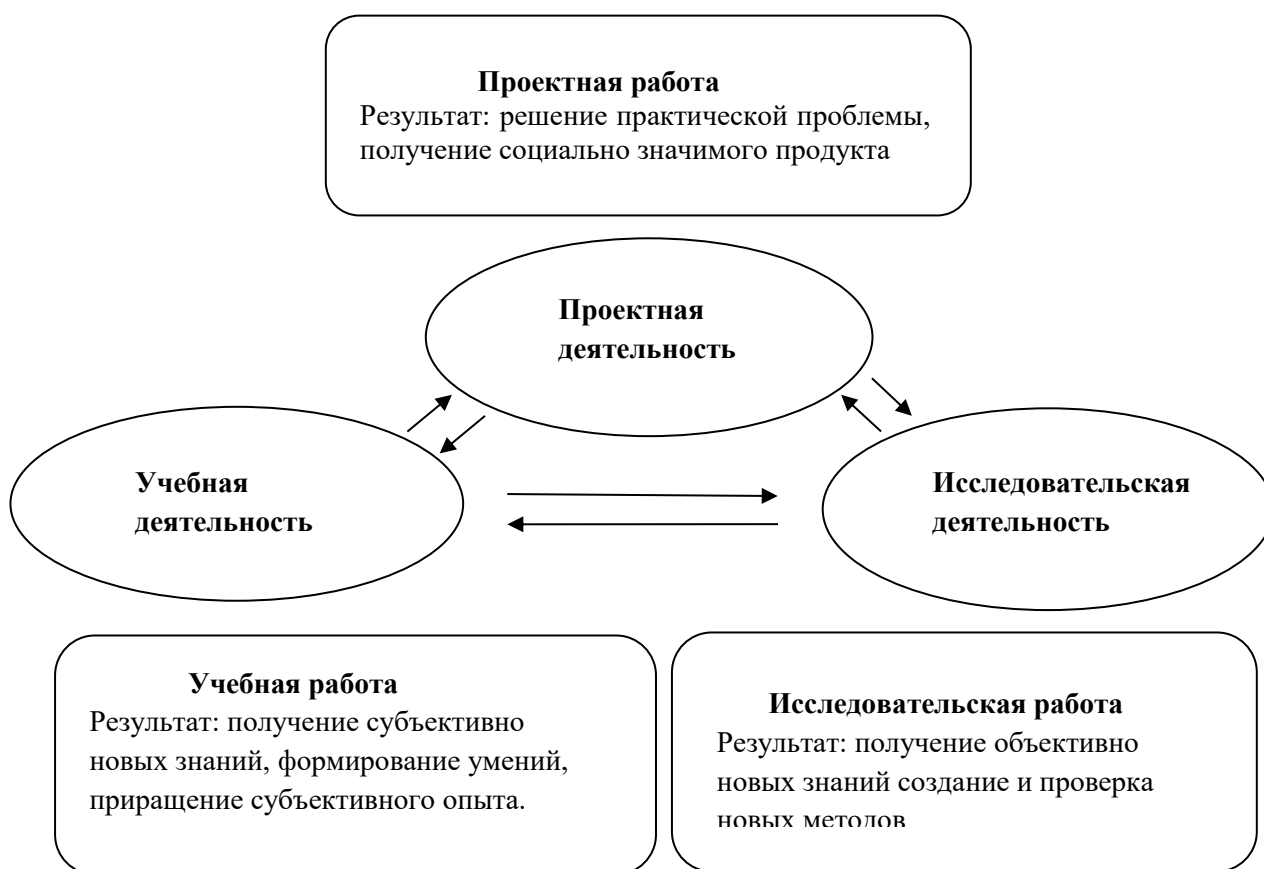 Проектная работа
Результат: решение практической проблемы,
получение социально значимого продукта
Проектная
деятельность
Учебная
деятельность
Исследовательская
деятельность
Учебная работа
Результат: получение субъективно
новых знаний, формирование умений,
приращение субъективного опыта.
Исследовательская работа
Результат: получение объективно
новых знаний создание и проверка
новых методов